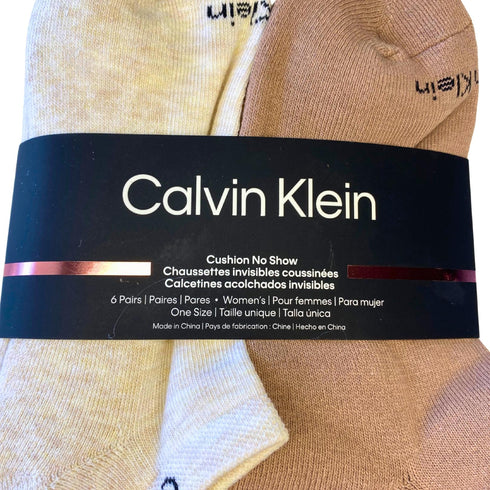 Klein
Calvin Klein
Cushion No Show
Chaussettes invisibles coussinées
Calcetines acolchados invisibles
6 Pairs | Paires | Pares • Women's | Pour femmes | Para mujer
One Size | Taille unique | Talla única
Made in China | Pays de fabrication : Chine | Hecho en China